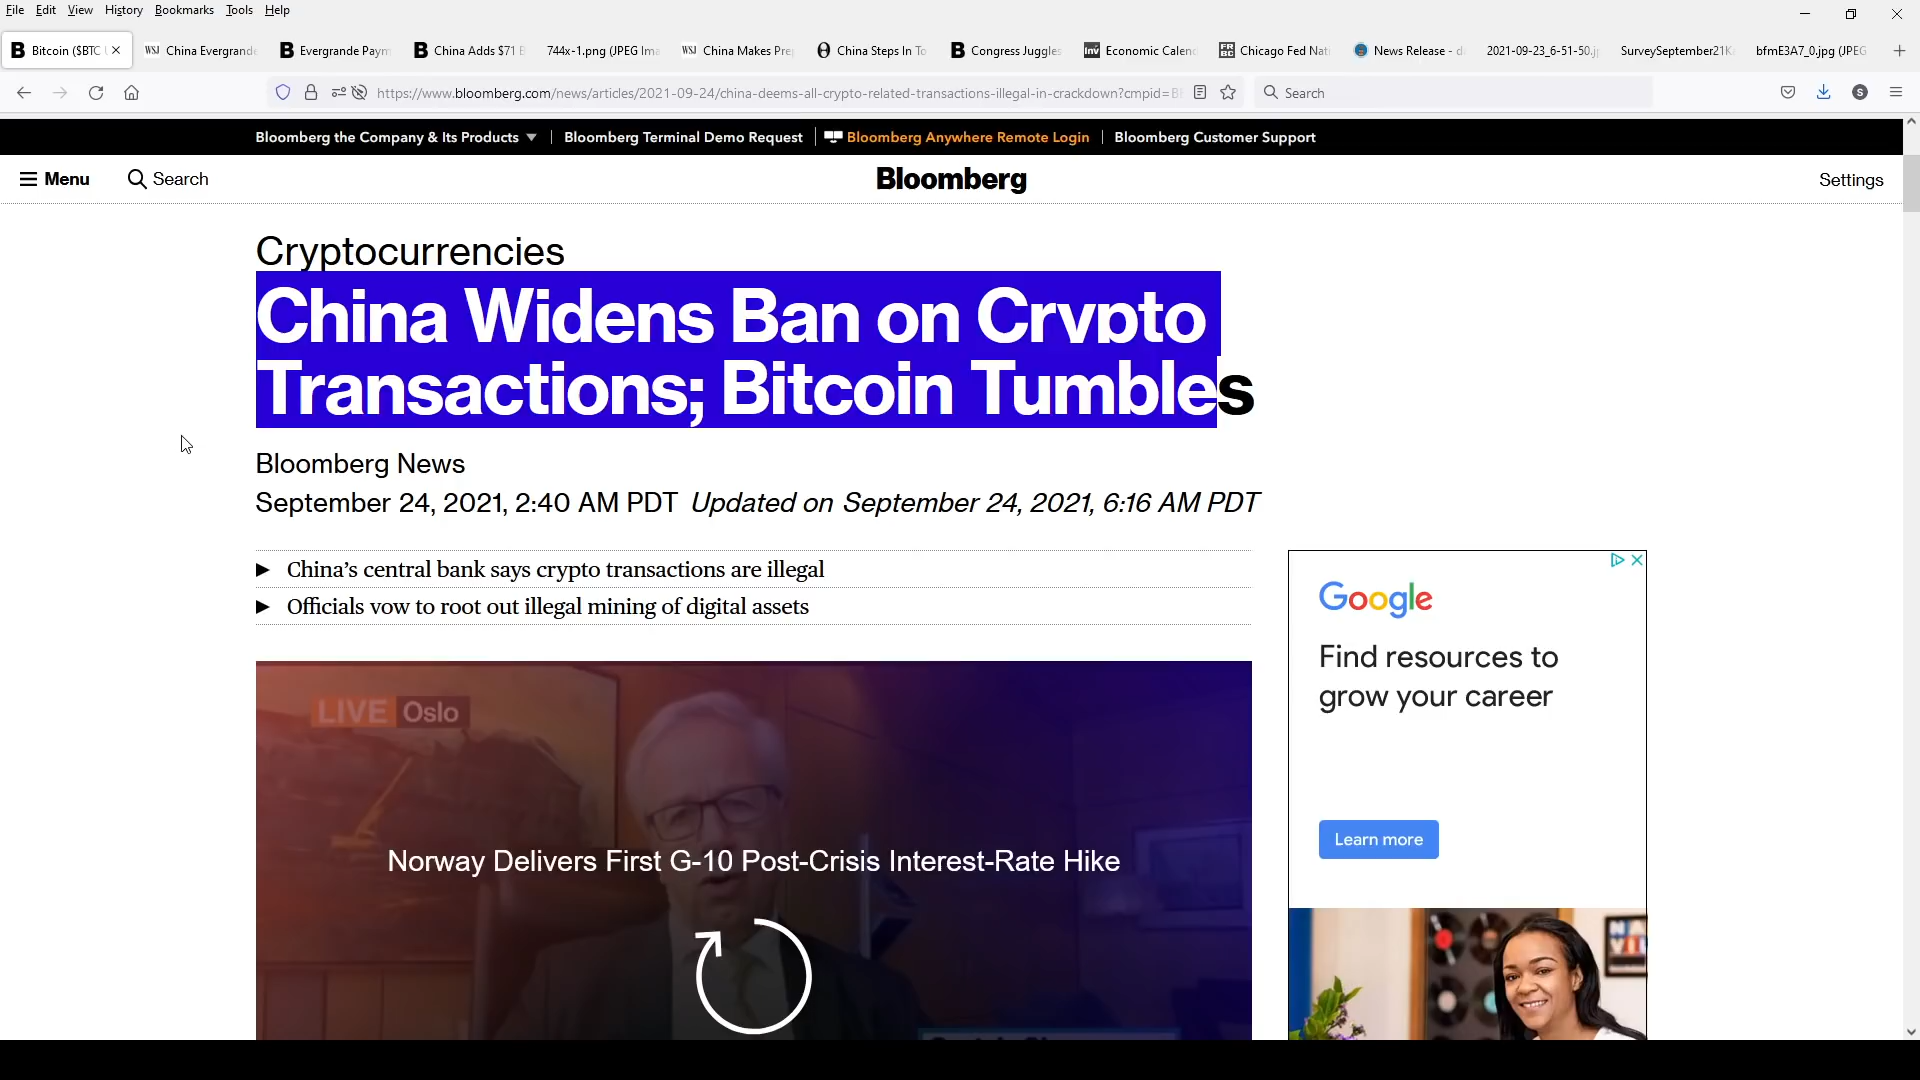 File Edit View History Bookmarks Tools Help
Bitcoin ($BTC
China Evergrande
Evergrande Paym
China Adds $71 B
744x-1.png (JPEG Ima
China Makes Pre
China Steps In To
Congress Juggles
Economic Calen
Chicago Fed Nat
News Release - d
2021-09-23_6-51-50.j
SurveySeptember21K
bfmE3A7_0.jpg (JPEG
https://www.bloomberg.com/news/articles/2021-09-24/china-deems-all-crypto-related-transactions-illegal-in-crackdown?cmpid=B
Search
S
Bloomberg the Company & Its Products Bloomberg Terminal Demo Request Bloomberg Anywhere Remote Login Bloomberg Customer Support
Menu Search Bloomberg Settings
Cryptocurrencies
China Widens Ban on Crypto
Transactions; Bitcoin Tumbles
Bloomberg News
September 24, 2021, 2:40 AM PDT Updated on September 24, 2021, 6:16 AM PDT
China’s central bank says crypto transactions are illegal
Officials vow to root out illegal mining of digital assets
LIVE Oslo
Norway Delivers First G-10 Post-Crisis Interest-Rate Hike
Google
Find resources to
grow your career
Learn more